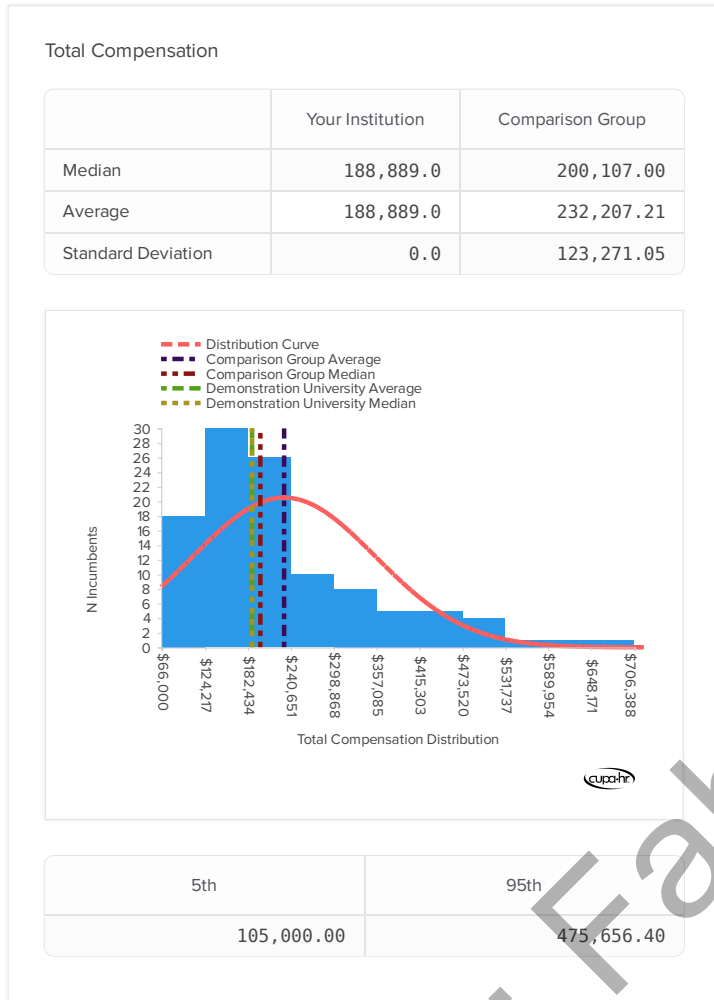 Total Compensation
Your Institution Comparison Group
Median 188,889.0 200,107.00
Average 188,889.0 232,207.21
Standard Deviation 0.0 123,271.05
Distribution Curve
Comparison Group Average
Comparison Group Median
Demonstration University Average
Demonstration University Median
30
28
26
24
22
20
18
16
14
12
10
8
6
4
2
0
N Incumbents
$66,000
$124,217
$182,434
$240,651
$298,868
$357,085
$415,303
$473,520
$531,737
$589,954
$648,171
$706,388
Total Compensation Distribution
cupa-hr
5th 95th
105,000.00 475,656.40